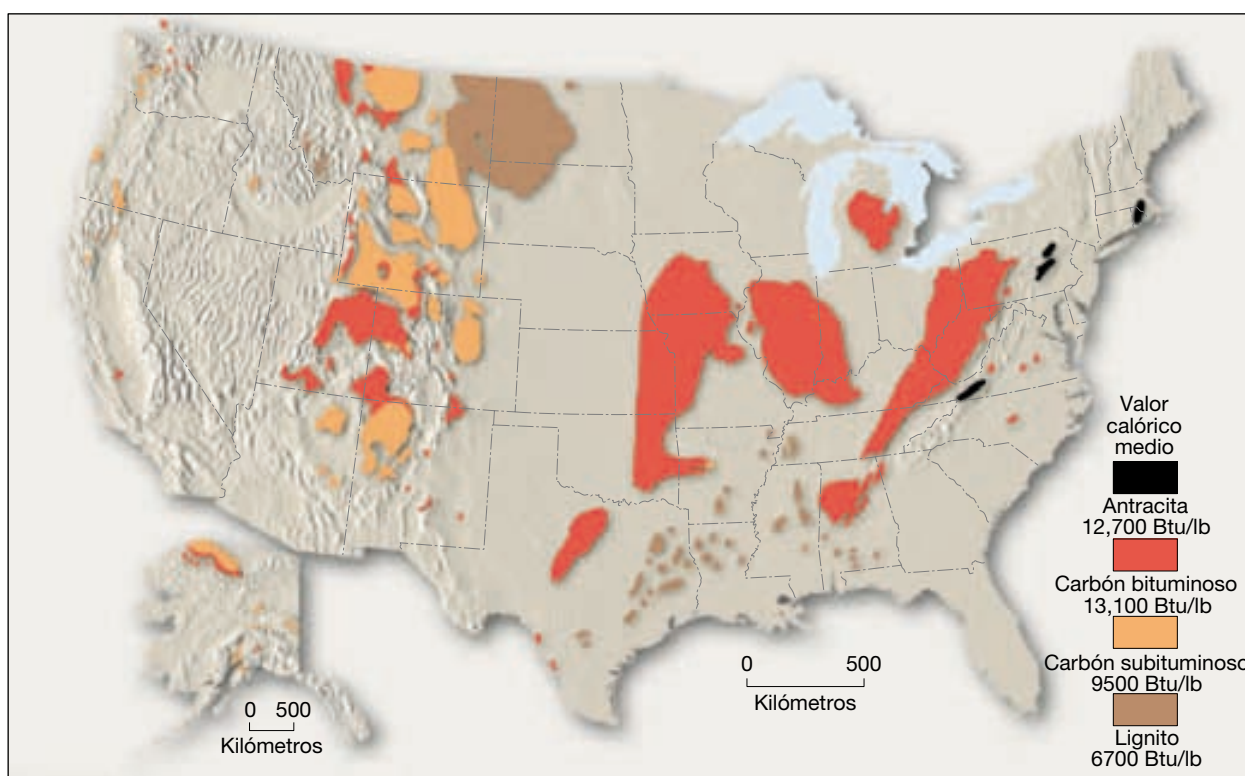 Valor
calórico
medio
Antracita
12,700 Btu/lb
Carbón bituminoso
13,100 Btu/lb
Carbón subituminoso
9500 Btu/lb
Lignito
6700 Btu/lb
0 500
Kilómetros
0 500
Kilómetros